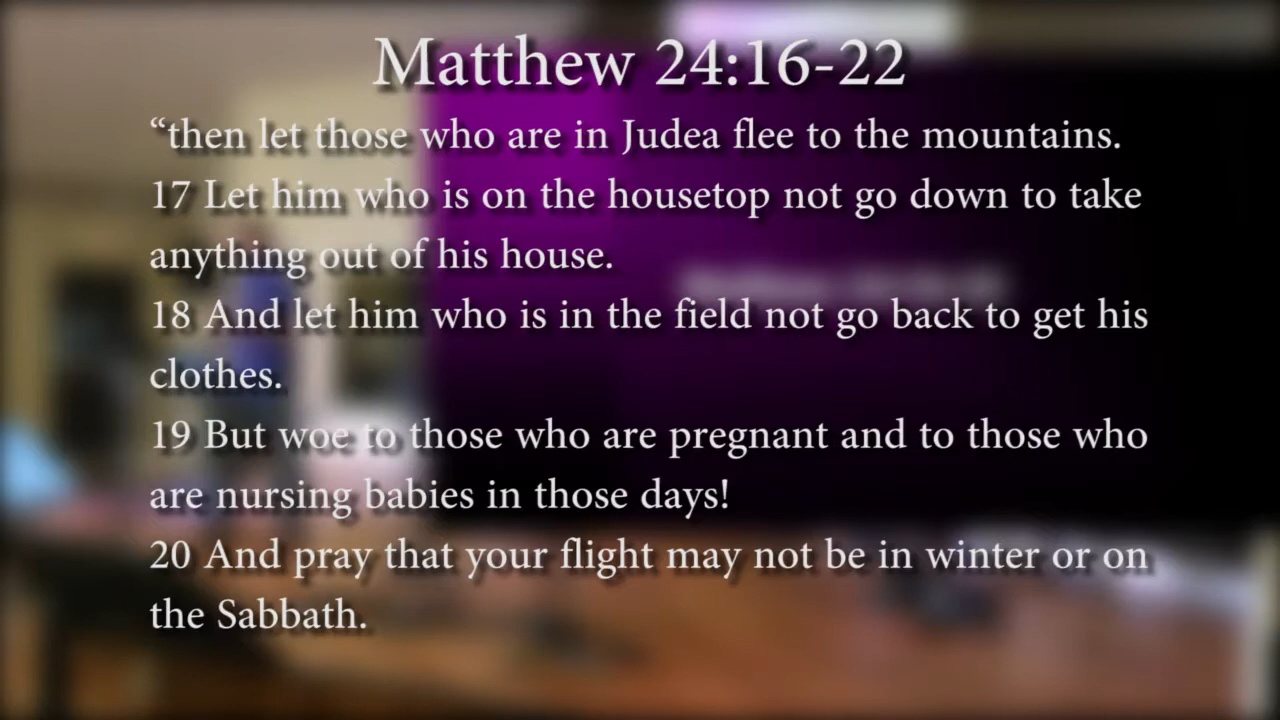 Matthew 24:16-22
“then let those who are in Judea flee to the mountains.
17 Let him who is on the housetop not go down to take
anything out of his house.
18 And let him who is in the field not go back to get his
clothes.
19 But woe to those who are pregnant and to those who
are nursing babies in those days!
20 And pray that your flight may not be in winter or on
the Sabbath.